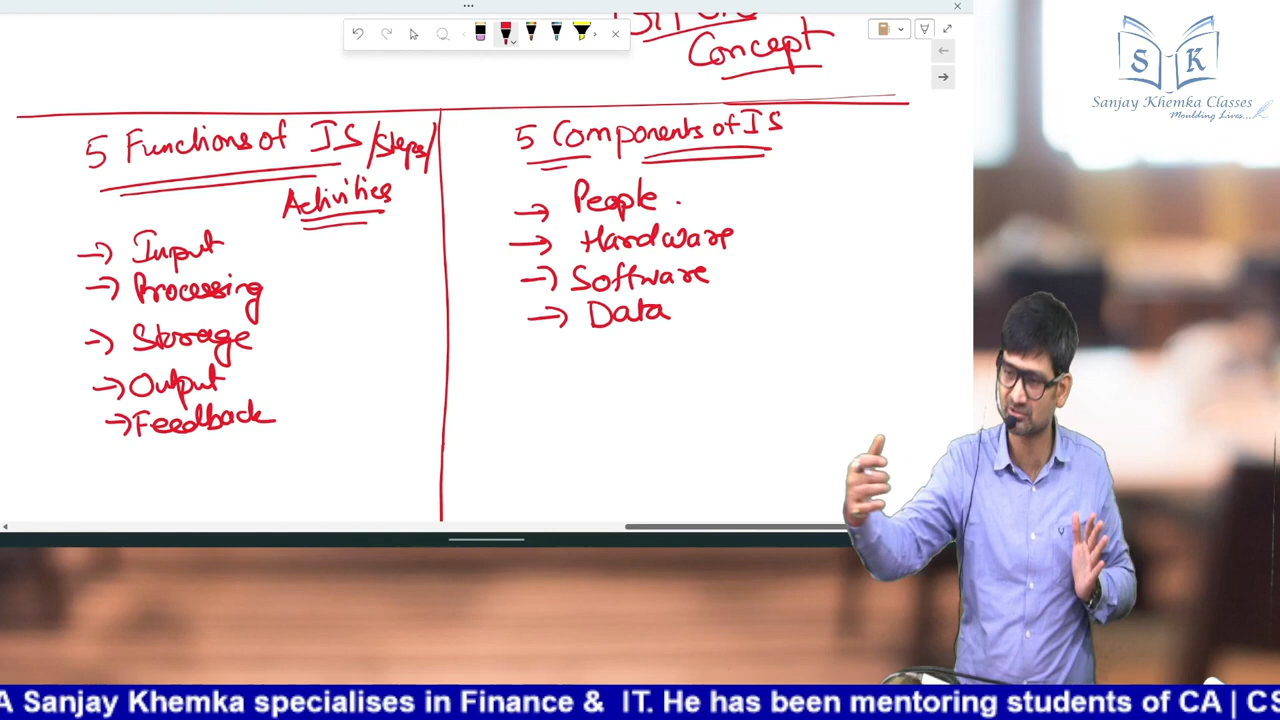 Concept
5 Functions of IS/Steps/
Activities
→ Input
→ Processing
→ Storage
→ Output
→ Feedback
5 Components of IS
→ People.
→ Hardware
→ Software
→ Data
S K
Sanjay Khemka Classes
Moulding Lives...
A Sanjay Khemka specialises in Finance & IT. He has been mentoring students of CA | CS